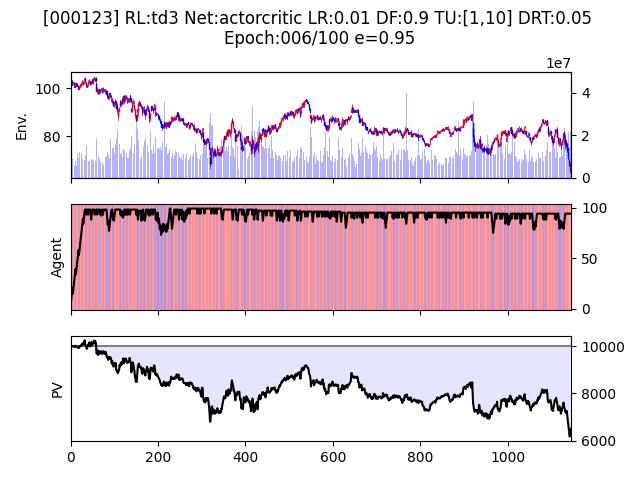 [000123] RL:td3 Net:actorcritic LR:0.01 DF:0.9 TU:[1,10] DRT:0.05
Epoch:006/100 e=0.95
1e7
Env.
100
80
4
2
0
Agent
100
50
0
PV
10000
8000
6000
0
200
400
600
800
1000